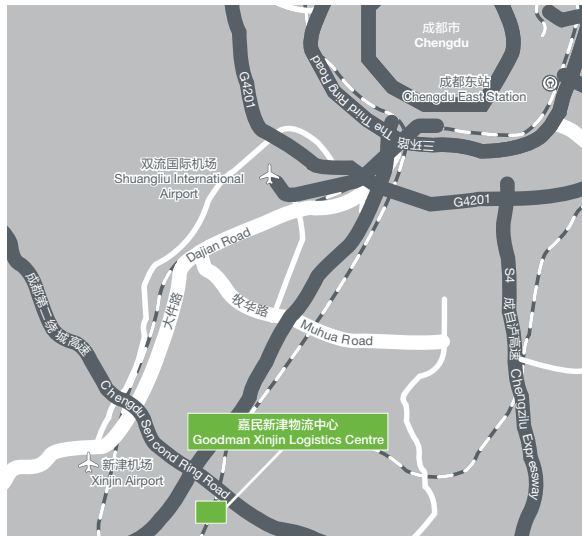 成都市
Chengdu
成都东站
Chengdu East Station
G4201
The Third Ring Road
三环路
双流国际机场
Shuangliu International
Airport
G4201
Dajian Road
大件路
S4
成自泸高速 Chengzilu Expressway
牧华路
Muhua Road
成都第二绕城高速
Chengdu Sencond Ring Road
嘉民新津物流中心
Goodman Xinjin Logistics Centre
新津机场
Xinjin Airport